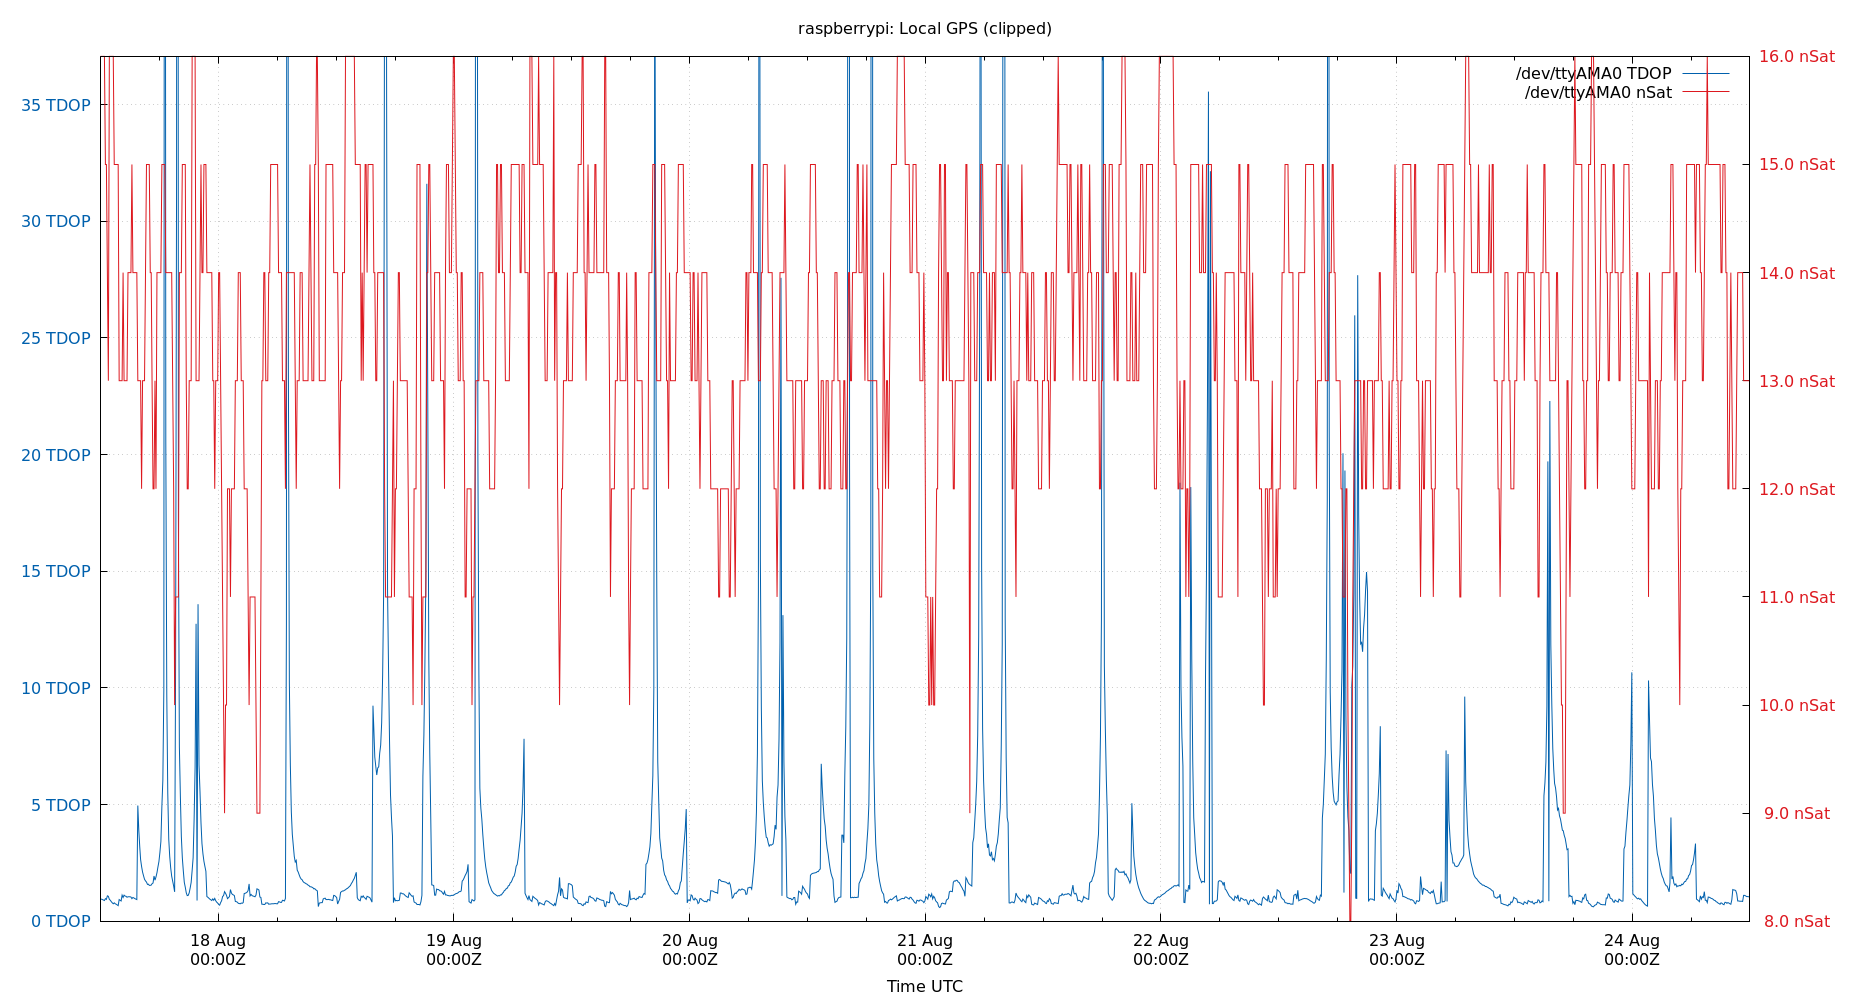 raspberrypi: Local GPS (clipped)
/dev/ttyAMA0 TDOP
/dev/ttyAMA0 nSat
35 TDOP
30 TDOP
25 TDOP
20 TDOP
15 TDOP
10 TDOP
5 TDOP
0 TDOP
16.0 nSat
15.0 nSat
14.0 nSat
13.0 nSat
12.0 nSat
11.0 nSat
10.0 nSat
9.0 nSat
8.0 nSat
18 Aug
00:00Z
19 Aug
00:00Z
20 Aug
00:00Z
21 Aug
00:00Z
22 Aug
00:00Z
23 Aug
00:00Z
24 Aug
00:00Z
Time UTC